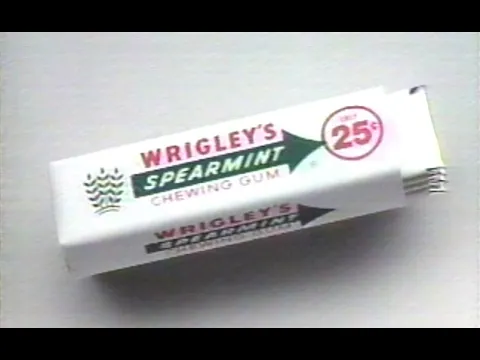 WRIGLEY'S
SPEARMINT
CHEWING GUM
ONLY
25¢
WRIGLEY'S
SPEARMINT
CHEWING GUM